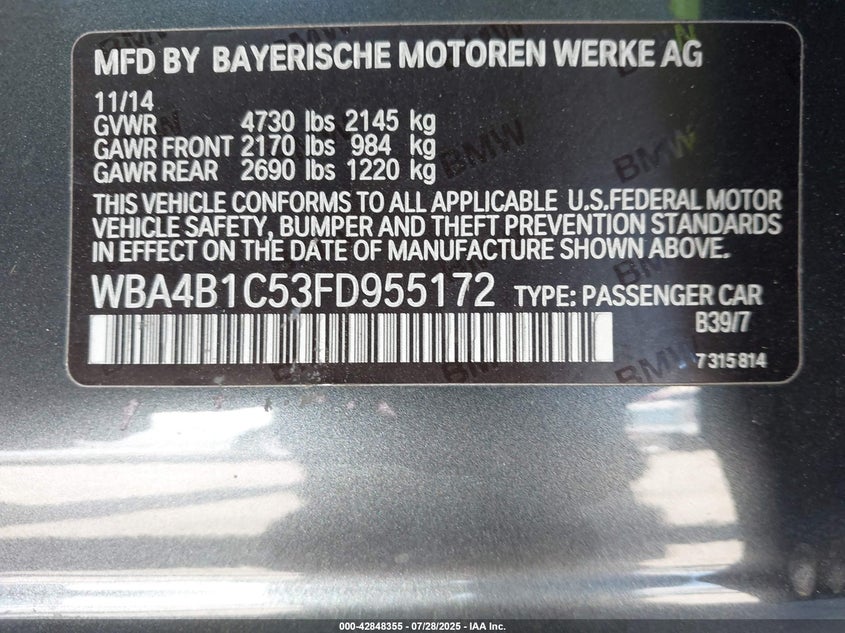 MFD BY BAYERISCHE MOTOREN WERKE AG
11/14
GVWR 4730 lbs 2145 kg
GAWR FRONT 2170 lbs 984 kg
GAWR REAR 2690 lbs 1220 kg
THIS VEHICLE CONFORMS TO ALL APPLICABLE U.S.FEDERAL MOTOR
VEHICLE SAFETY, BUMPER AND THEFT PREVENTION STANDARDS
IN EFFECT ON THE DATE OF MANUFACTURE SHOWN ABOVE.
WBA4B1C53FD955172 TYPE: PASSENGER CAR
B39/7
7 315 814
000-42848355 - 07/28/2025 - IAA Inc.